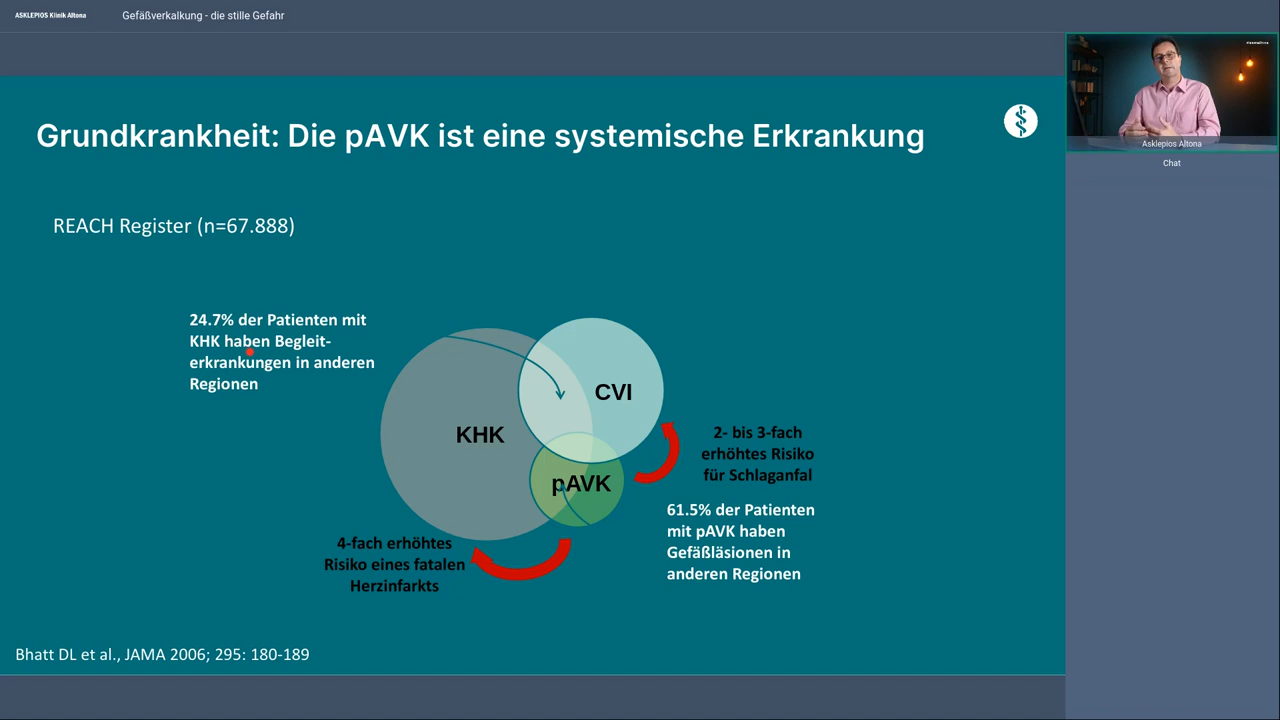 ASKLEPIOS Klinik Altona
Gefäßverkalkung - die stille Gefahr
Grundkrankheit: Die pAVK ist eine systemische Erkrankung
REACH Register (n=67.888)
24.7% der Patienten mit
KHK haben Begleit-
erkrankungen in anderen
Regionen
CVI
KHK
pAVK
2- bis 3-fach
erhöhtes Risiko
für Schlaganfal
61.5% der Patienten
mit pAVK haben
Gefäßläsionen in
anderen Regionen
4-fach erhöhtes
Risiko eines fatalen
Herzinfarkts
Bhatt DL et al., JAMA 2006; 295: 180-189
Asklepios Altona
Chat